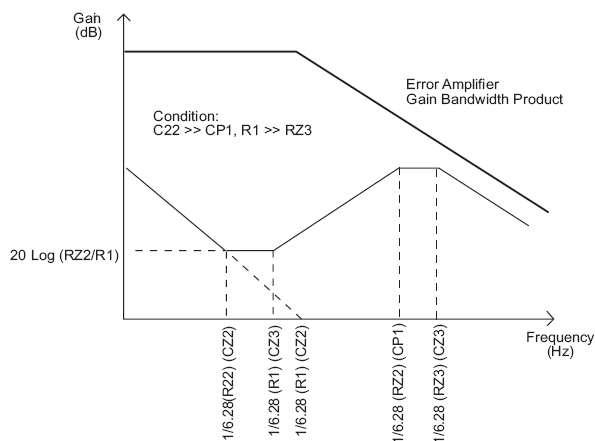 Gain
(dB)
Error Amplifier
Gain Bandwidth Product
Condition:
C22 >> CP1, R1 >> RZ3
20 Log (RZ2/R1)
Frequency
(Hz)
1/6.28(R22) (CZ2)
1/6.28 (R1) (CZ3)
1/6.28 (R1) (CZ2)
1/6.28 (RZ2) (CP1)
1/6.28 (RZ3) (CZ3)